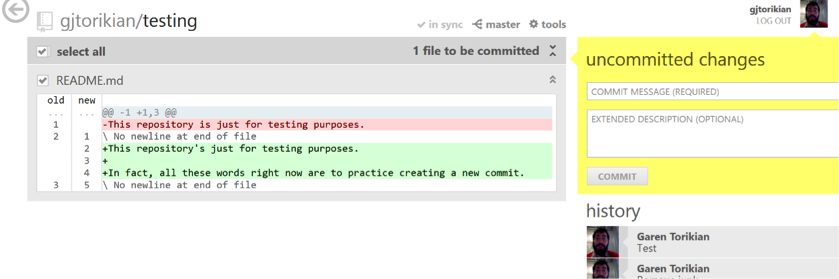 gjtorikian/testing
in sync master tools
gjtorikian
LOG OUT
select all 1 file to be committed
README.md
old new
... ... @@ -1 +1,3 @@
1 -This repository is just for testing purposes.
2 1 \ No newline at end of file
2 +This repository's just for testing purposes.
3 +
4 +In fact, all these words right now are to practice creating a new commit.
3 5 \ No newline at end of file
uncommitted changes
COMMIT MESSAGE (REQUIRED)
EXTENDED DESCRIPTION (OPTIONAL)
COMMIT
history
Garen Torikian
Test
Garen Torikian